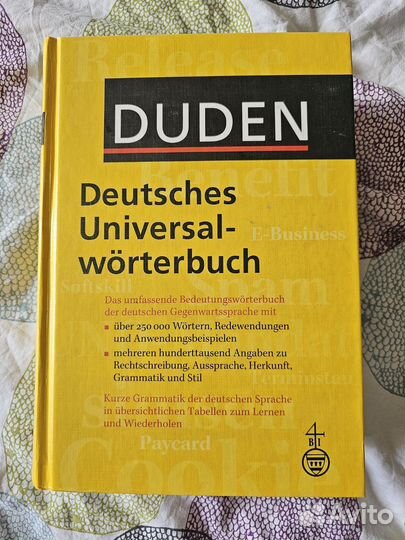 Release
DUDEN
Benefit
Deutsches
Universal-
E-Business
wörterbuch
Softskill
Spam
Das umfassende Bedeutungswörterbuch
der deutschen Gegenwartssprache mit
über 250 000 Wörtern, Redewendungen
und Anwendungsbeispielen
mehreren hunderttausend Angaben zu
Rechtschreibung, Aussprache, Herkunft,
Grammatik und Stil
Terminstau
Kurze Grammatik der deutschen Sprache
in übersichtlichen Tabellen zum Lernen
und Wiederholen
Paycard
4
B I
Cookie
Avito